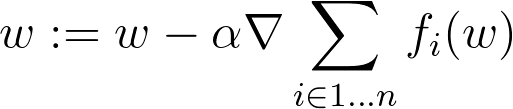 w := w − α∇ ∑_{i∈1...n} f_i(w)